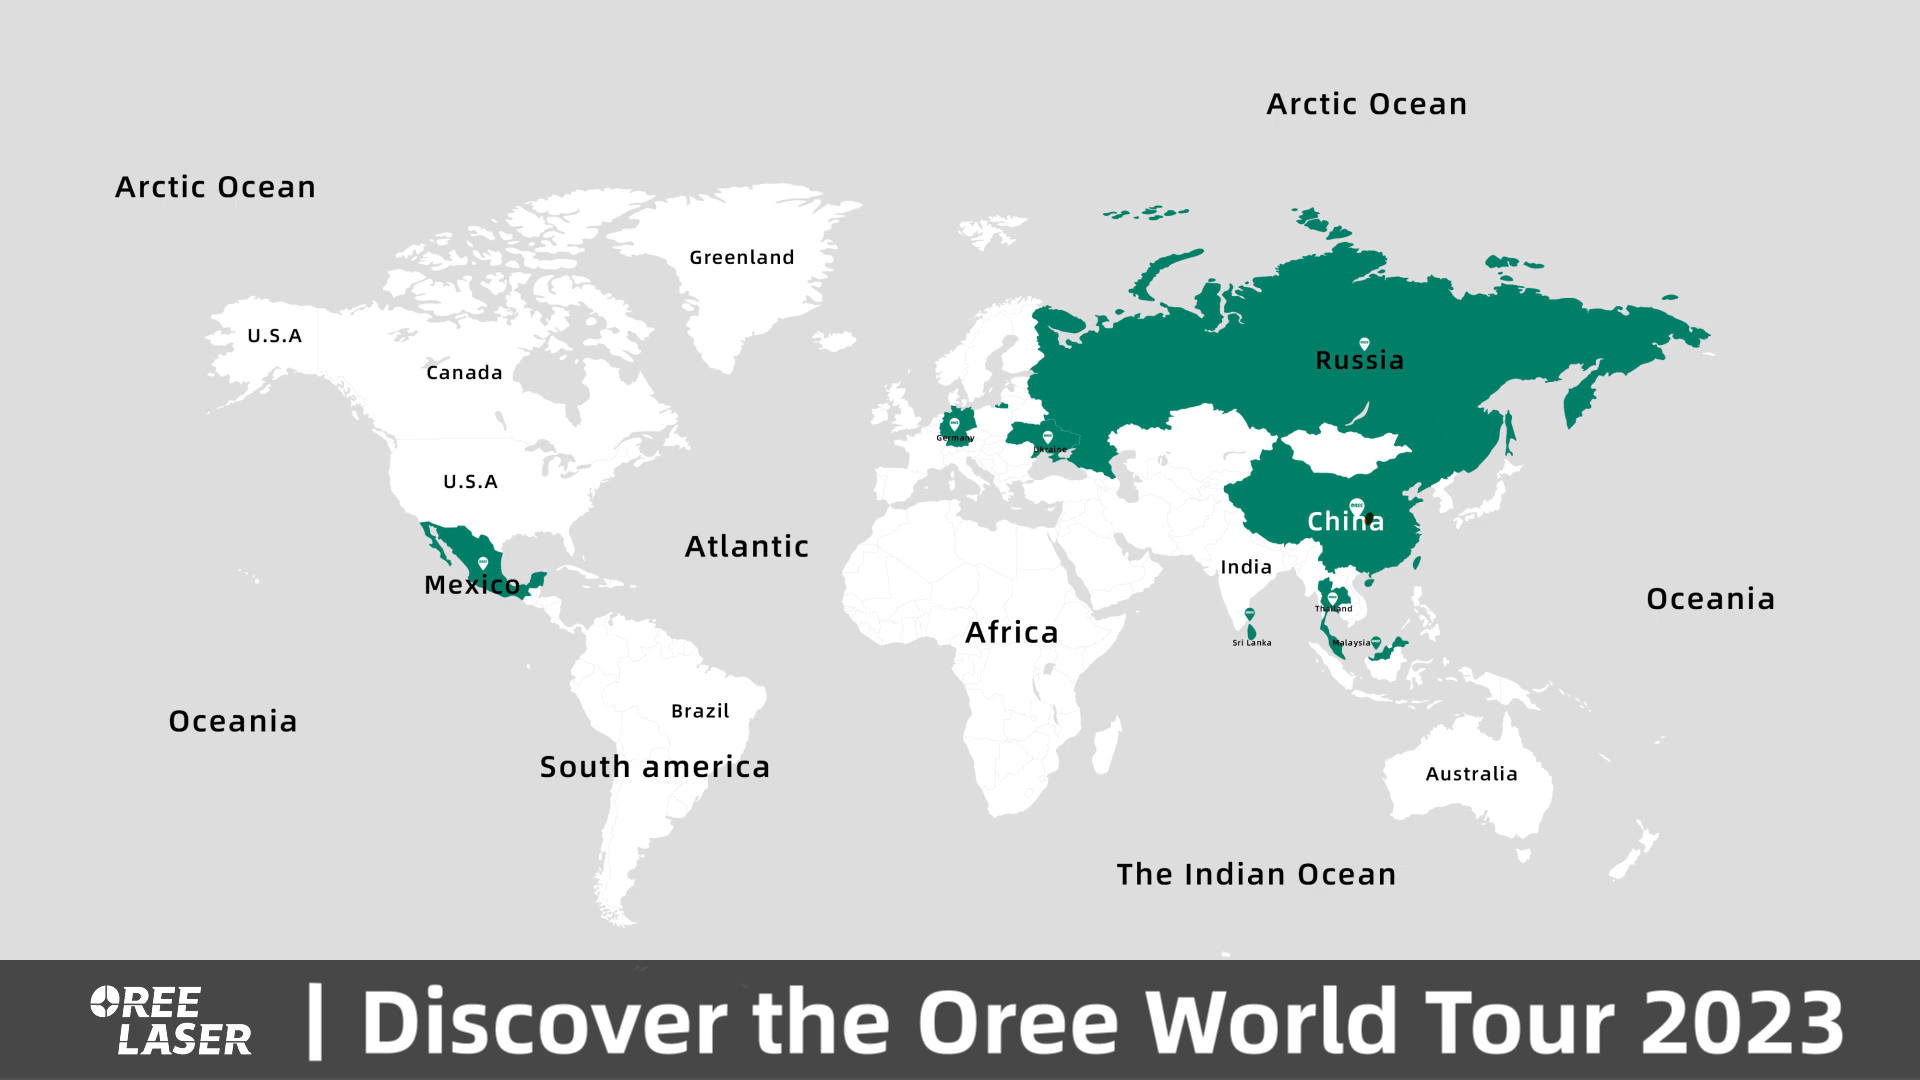 Arctic Ocean
Arctic Ocean
Greenland
U.S.A
Canada
Russia
Germany
Ukraine
U.S.A
China
Atlantic
India
Mexico
Oceania
Thailand
Africa
Sri Lanka
Malaysia
Brazil
Oceania
South america
Australia
The Indian Ocean
OREE
LASER
| Discover the Oree World Tour 2023